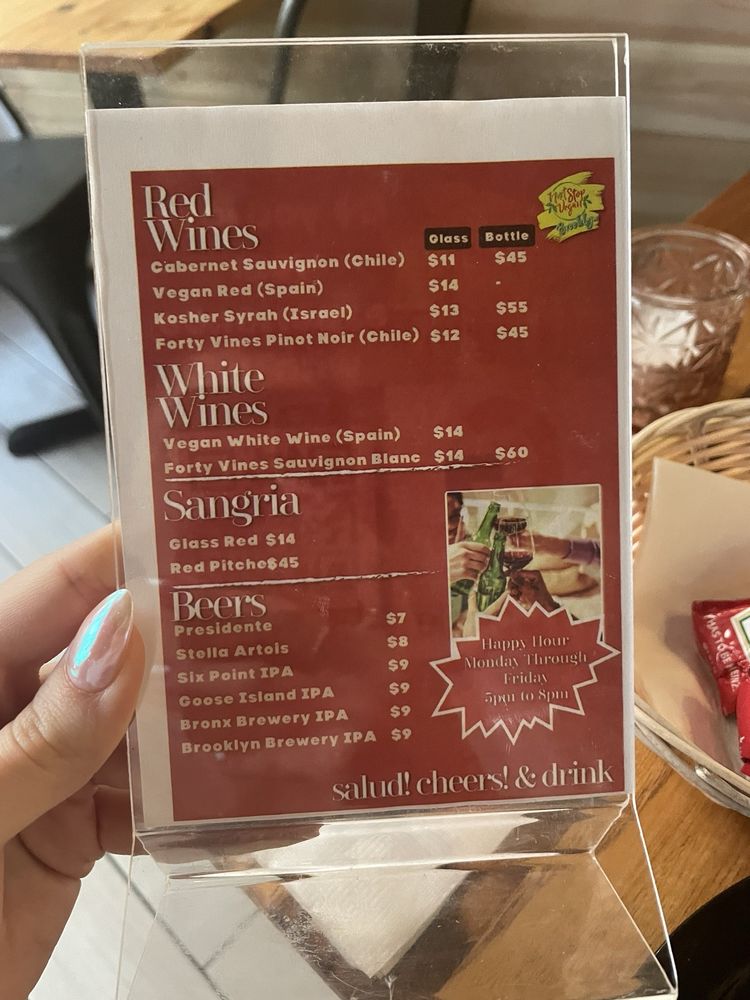 Red
Wines
Next Stop
Vegan
Brooklyn
Glass Bottle
Cabernet Sauvignon (Chile) $11 $45
Vegan Red (Spain) $14 -
Kosher Syrah (Israel) $13 $55
Forty Vines Pinot Noir (Chile) $12 $45
White
Wines
Vegan White Wine (Spain) $14
Forty Vines Sauvignon Blanc $14 $60
Sangria
Glass Red $14
Red Pitche$45
Beers
Presidente $7
Stella Artois $8
Six Point IPA $9
Goose Island IPA $9
Bronx Brewery IPA $9
Brooklyn Brewery IPA $9
Happy Hour
Monday Through
Friday
5pm to 8pm
salud! cheers! & drink